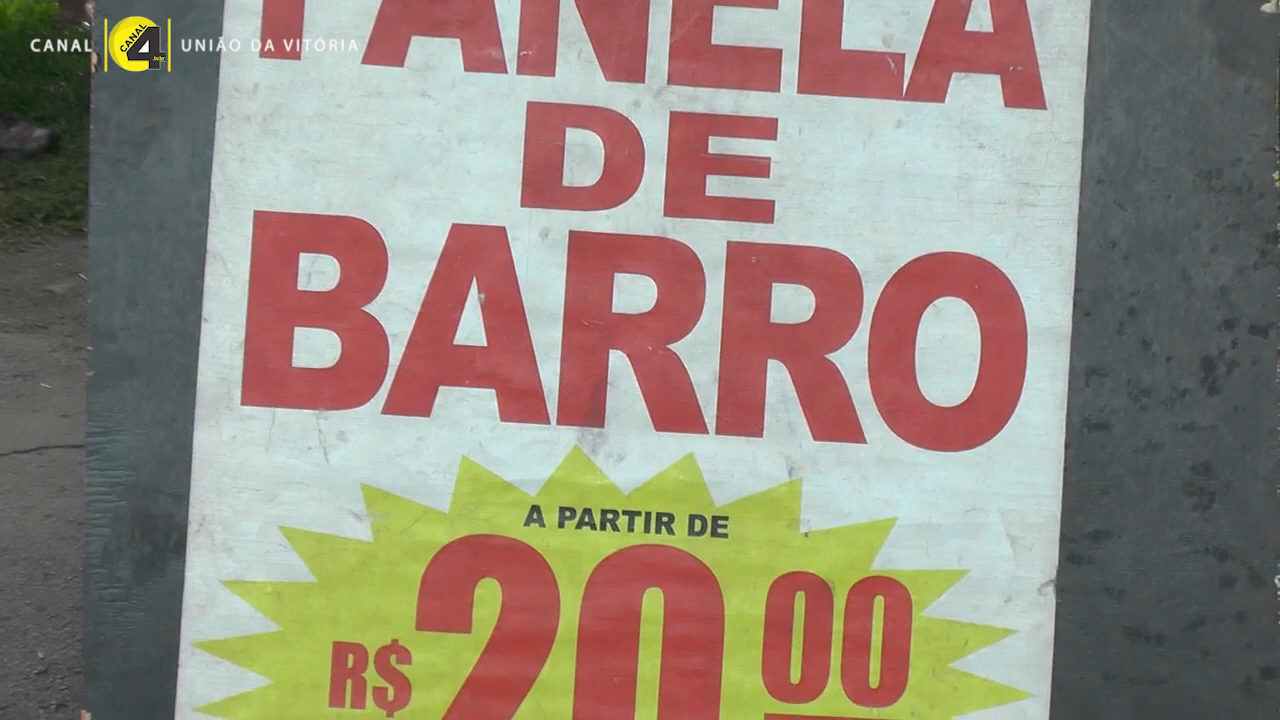 CANAL CANAL 4 UNIÃO DA VITÓRIA
PANELA
DE
BARRO
A PARTIR DE
R$ 20,00